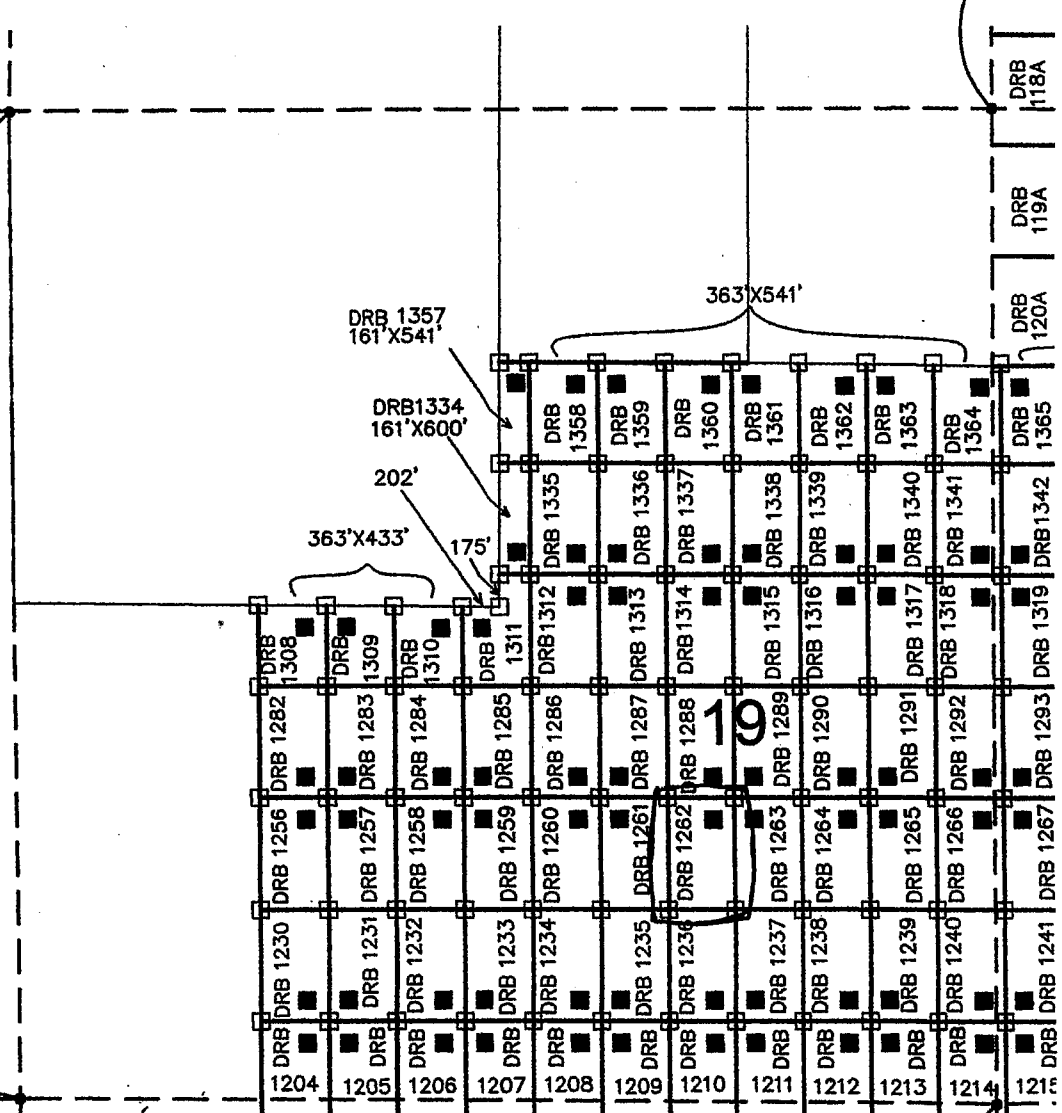 DRB
118A
DRB
119A
DRB
120A
363'X541'
DRB 1357
161'X541'
DRB1334
161'X600'
202'
363'X433'
175'
DRB
1358
DRB
1359
DRB
1360
DRB
1361
DRB
1362
DRB
1363
DRB
1364
DRB
1365
DRB 1335
DRB 1336
DRB 1337
DRB 1338
DRB 1339
DRB 1340
DRB 1341
DRB1342
DRB
1308
DRB
1309
DRB
1310
DRB
1311
DRB1312
DRB 1313
DRB 1314
DRB 1315
DRB 1316
DRB 1317
DRB 1318
DRB 1319
DRB 1282
DRB 1283
DRB 1284
DRB 1285
DRB 1286
DRB 1287
DRB 1288
19
DRB 1289
DRB 1290
DRB 1291
DRB 1292
DRB 1293
DRB 1256
DRB 1257
DRB 1258
DRB 1259
DRB 1260
DRB 1261
DRB 1262
DRB 1263
DRB 1264
DRB 1265
DRB 1266
DRB 1267
DRB 1230
DRB 1231
DRB 1232
DRB 1233
DRB 1234
DRB 1235
DRB 1236
DRB 1237
DRB 1238
DRB 1239
DRB 1240
DRB 1241
DRB
1204
DRB
1205
DRB
1206
DRB
1207
DRB
1208
DRB
1209
DRB
1210
DRB
1211
DRB
1212
DRB
1213
DRB
1214
DRB
1215